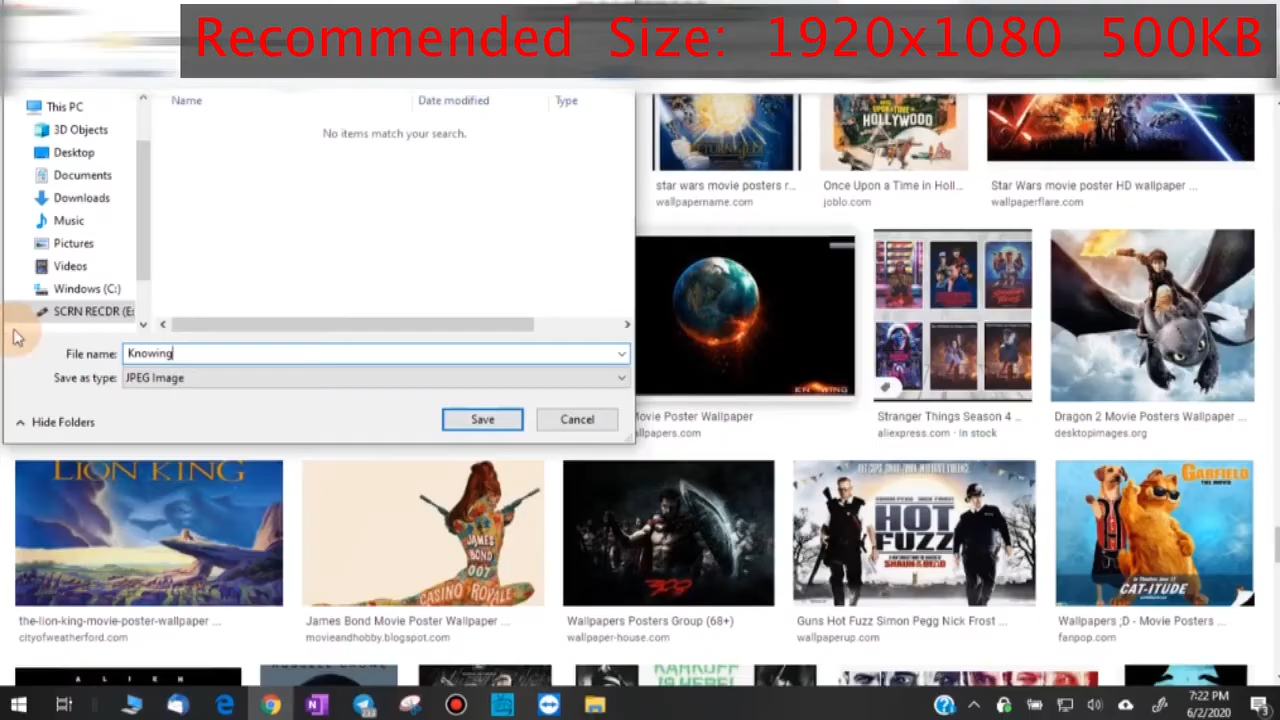 Recommended Size: 1920x1080 500KB
This PC
3D Objects
Desktop
Documents
Downloads
Music
Pictures
Videos
Windows (C:)
SCRN RECDR (E:
Name
Date modified
Type
No items match your search.
File name:
Knowing
Save as type:
JPEG Image
Hide Folders
Save
Cancel
star wars movie posters r...
wallpapername.com
HOLLYWOOD
Once Upon a Time in Holl...
joblo.com
Star Wars movie poster HD wallpaper ...
wallpaperflare.com
Movie Poster Wallpaper
llpapers.com
Stranger Things Season 4 ...
aliexpress.com · In stock
Dragon 2 Movie Posters Wallpaper ...
desktopimages.org
LION KING
the-lion-king-movie-poster-wallpaper ...
cityofweatherford.com
JAMES
BOND
007
CASINO ROYALE
James Bond Movie Poster Wallpaper ...
movieandhobby.blogspot.com
300
Wallpapers Posters Group (68+)
wallpaper-house.com
HOT
FUZZ
SHAUN OF THE DEAD
Guns Hot Fuzz Simon Pegg Nick Frost ...
wallpaperup.com
GARFIELD
THE MOVIE
CAT-ITUDE
Wallpapers ;D - Movie Posters ...
fanpop.com
A L I E N
7:22 PM
6/2/2020
3